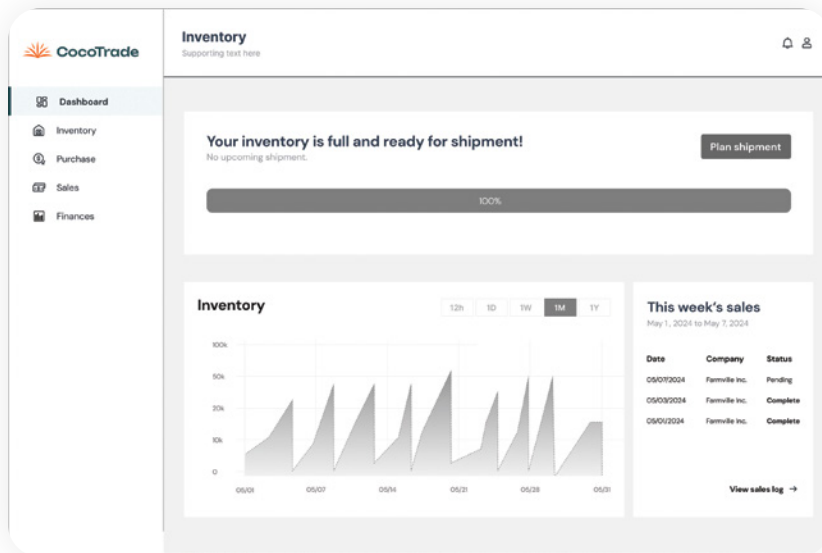 CocoTrade
Dashboard
Inventory
Purchase
Sales
Finances
Inventory
Supporting text here
Your inventory is full and ready for shipment!
No upcoming shipment.
Plan shipment
100%
Inventory
12h 1D 1W 1M 1Y
100k
50k
20k
10k
0
05/01 05/07 05/14 05/21 05/28 05/31
This week's sales
May 1, 2024 to May 7, 2024
Date Company Status
05/07/2024 Farmville Inc. Pending
05/03/2024 Farmville Inc. Complete
05/01/2024 Farmville Inc. Complete
View sales log →